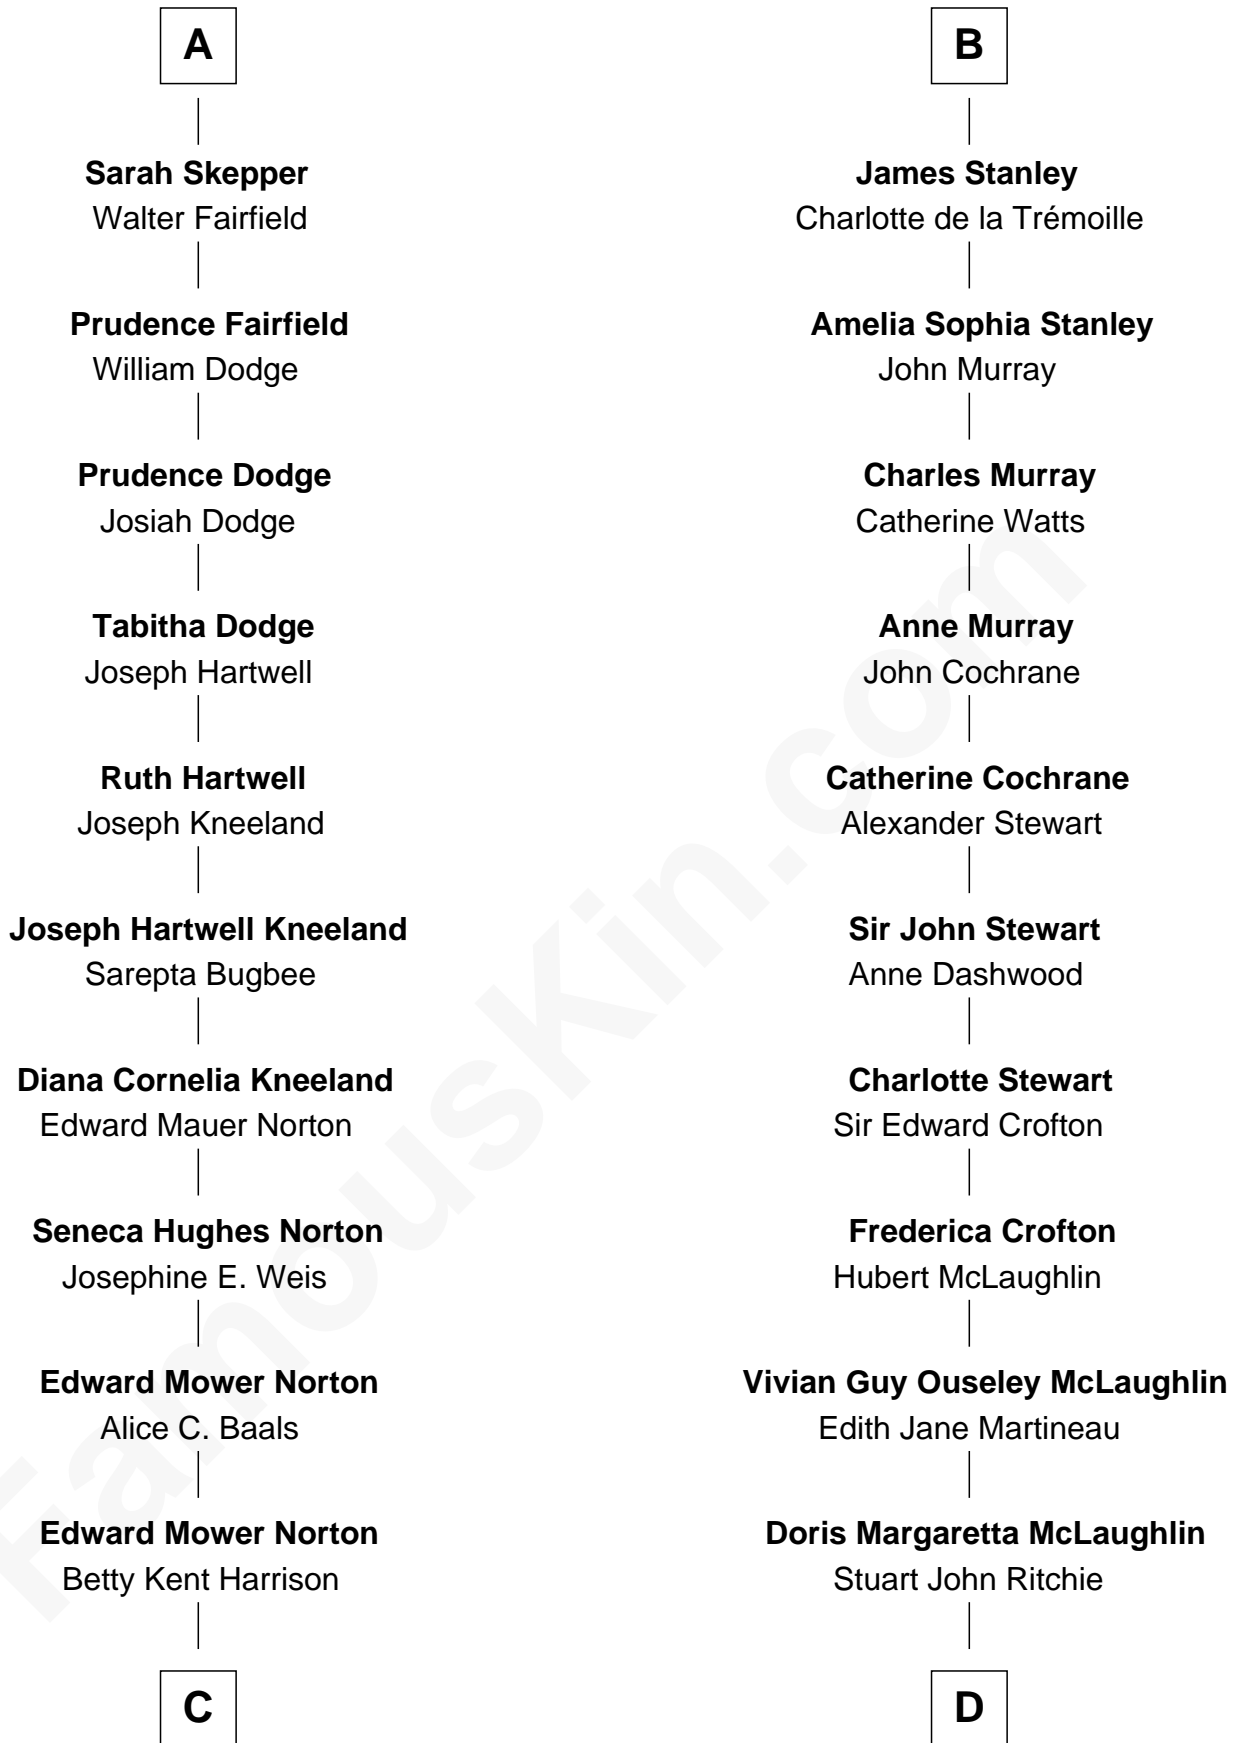 A
Sarah Skepper
Walter Fairfield
Prudence Fairfield
William Dodge
Prudence Dodge
Josiah Dodge
Tabitha Dodge
Joseph Hartwell
Ruth Hartwell
Joseph Kneeland
Joseph Hartwell Kneeland
Sarepta Bugbee
Diana Cornelia Kneeland
Edward Mauer Norton
Seneca Hughes Norton
Josephine E. Weis
Edward Mower Norton
Alice C. Baals
Edward Mower Norton
Betty Kent Harrison
C
B
James Stanley
Charlotte de la Trémoille
Amelia Sophia Stanley
John Murray
Charles Murray
Catherine Watts
Anne Murray
John Cochrane
Catherine Cochrane
Alexander Stewart
Sir John Stewart
Anne Dashwood
Charlotte Stewart
Sir Edward Crofton
Frederica Crofton
Hubert McLaughlin
Vivian Guy Ouseley McLaughlin
Edith Jane Martineau
Doris Margaretta McLaughlin
Stuart John Ritchie
D
FamousKin.com